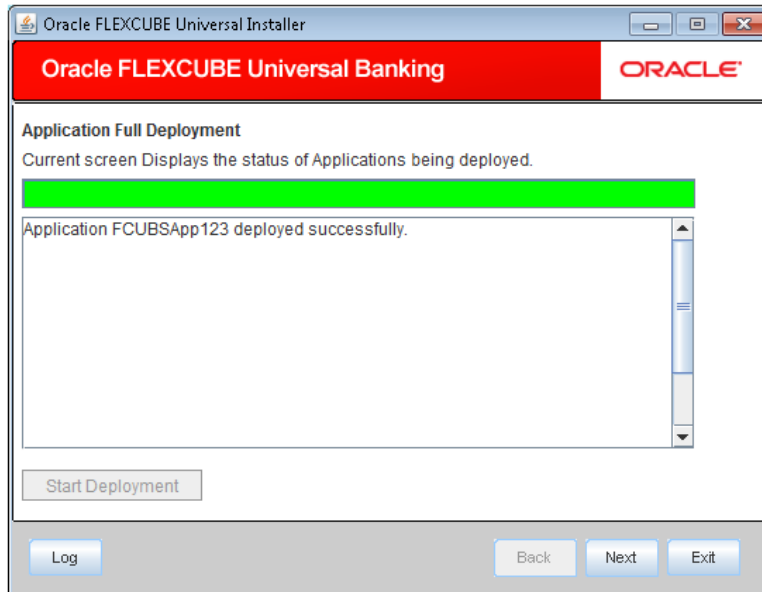 Oracle FLEXCUBE Universal Installer
Oracle FLEXCUBE Universal Banking
ORACLE
Application Full Deployment
Current screen Displays the status of Applications being deployed.
Application FCUBSApp123 deployed successfully.
Start Deployment
Log
Back
Next
Exit